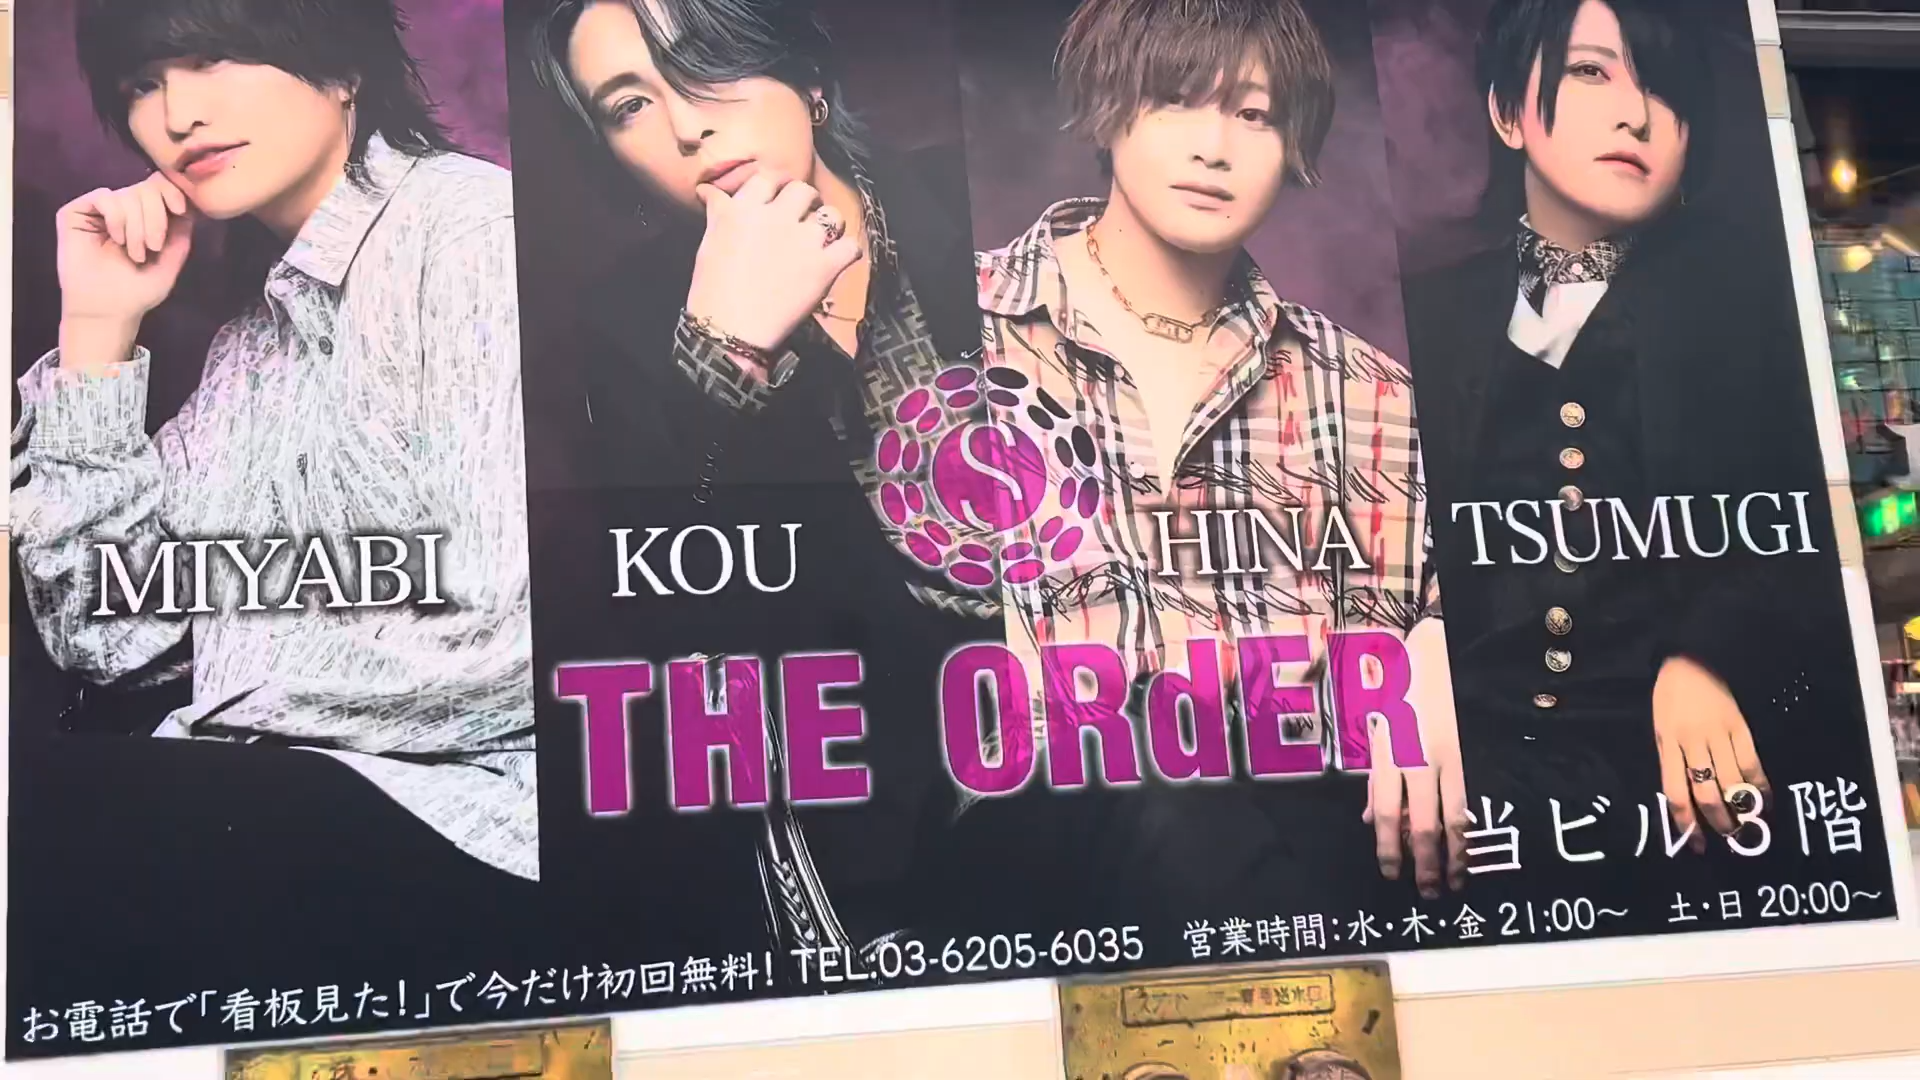 MIYABI
KOU
HINA
TSUMUGI
S
THE ORdER
当ビル3階
お電話で「看板見た!」で今だけ初回無料! TEL:03-6205-6035 営業時間:水・木・金 21:00~ 土・日 20:00~